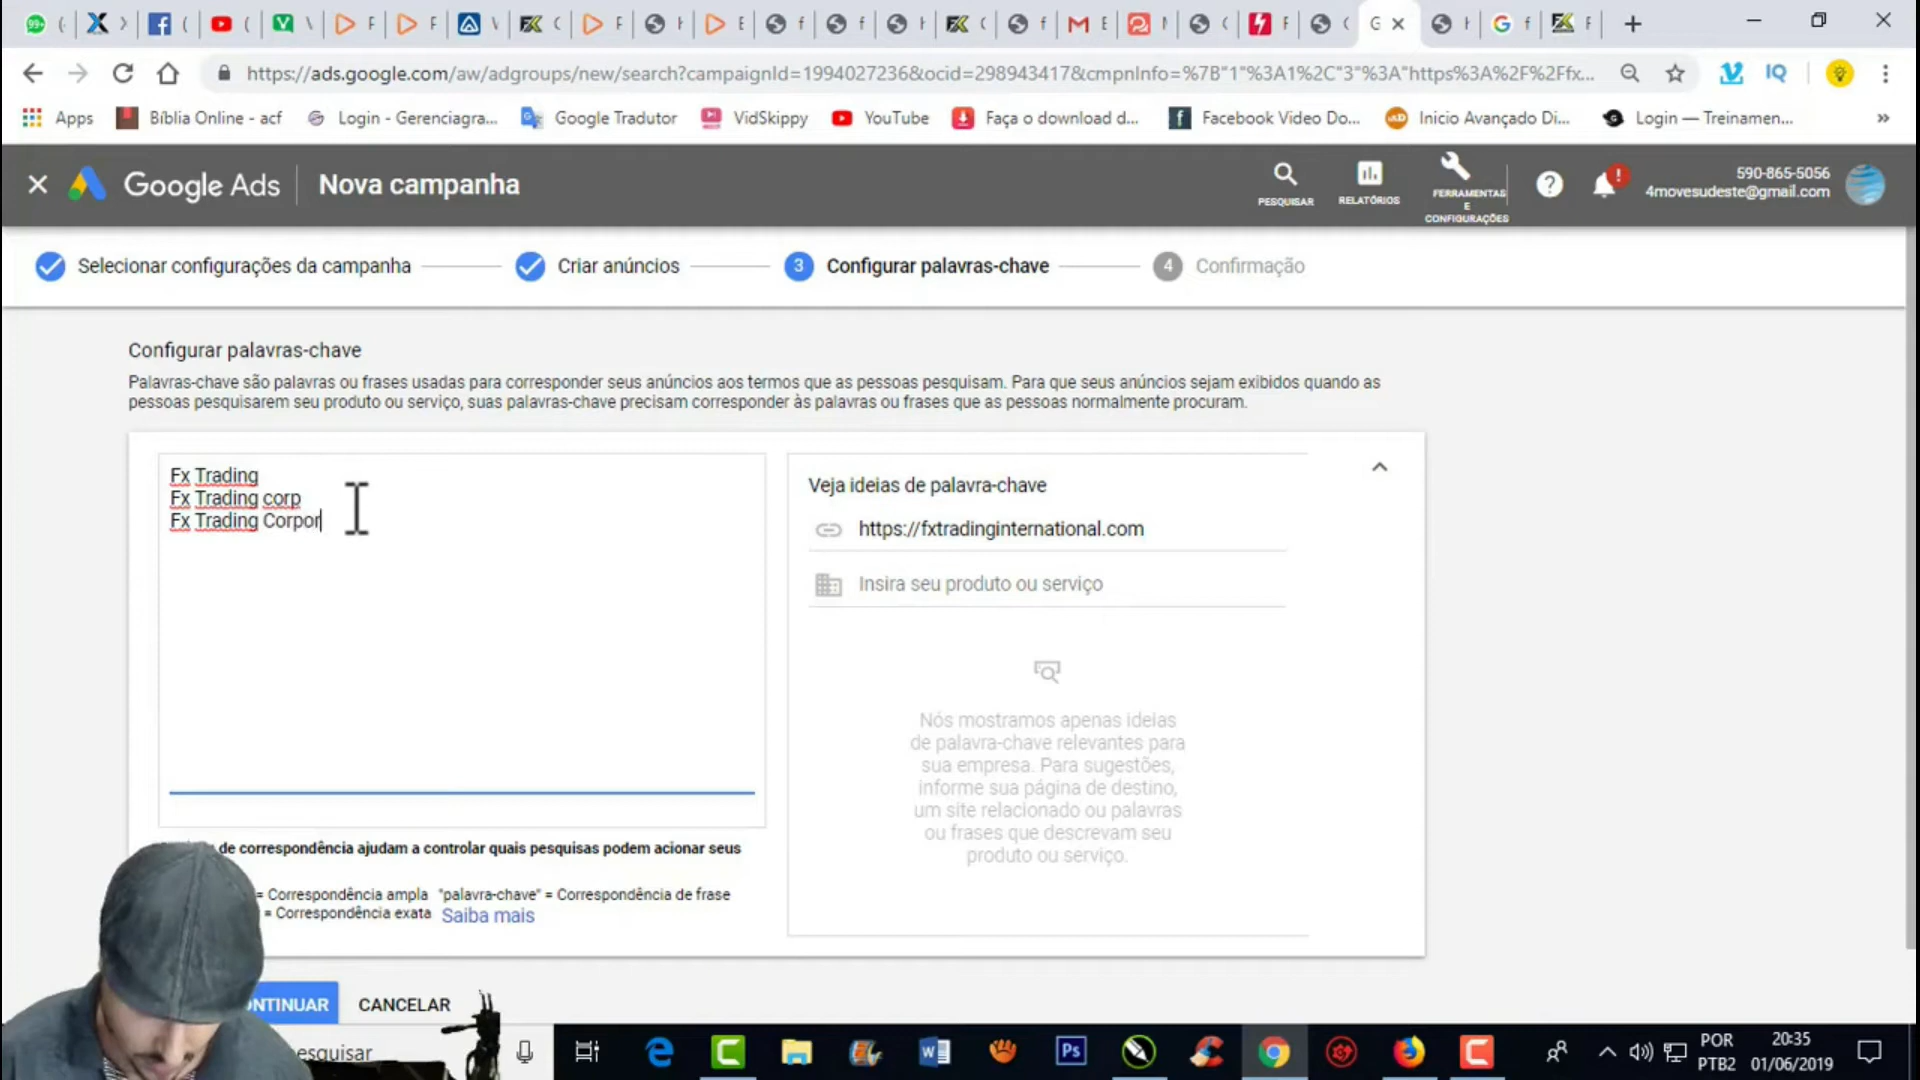 https://ads.google.com/aw/adgroups/new/search?campaignId=1994027236&ocid=298943417&cmpnInfo=%7B"1"%3A1%2C"3"%3A"https%3A%2F%2Ffx...
Apps Bíblia Online - acf Login - Gerenciagra... Google Tradutor VidSkippy YouTube Faça o download d... Facebook Video Do... Inicio Avançado Di... Login — Treinamen... »
Google Ads Nova campanha
PESQUISAR RELATÓRIOS FERRAMENTAS E CONFIGURAÇÕES
590-865-5056
4movesudeste@gmail.com
Selecionar configurações da campanha Criar anúncios 3 Configurar palavras-chave 4 Confirmação
Configurar palavras-chave
Palavras-chave são palavras ou frases usadas para corresponder seus anúncios aos termos que as pessoas pesquisam. Para que seus anúncios sejam exibidos quando as
pessoas pesquisarem seu produto ou serviço, suas palavras-chave precisam corresponder às palavras ou frases que as pessoas normalmente procuram.
Fx Trading
Fx Trading corp
Fx Trading Corpor
Veja ideias de palavra-chave
https://fxtradinginternational.com
Insira seu produto ou serviço
Nós mostramos apenas ideias
de palavra-chave relevantes para
sua empresa. Para sugestões,
informe sua página de destino,
um site relacionado ou palavras
ou frases que descrevam seu
produto ou serviço.
de correspondência ajudam a controlar quais pesquisas podem acionar seus
= Correspondência ampla "palavra-chave" = Correspondência de frase
= Correspondência exata Saiba mais
ONTINUAR CANCELAR
esquisar
POR
PTB2
20:35
01/06/2019